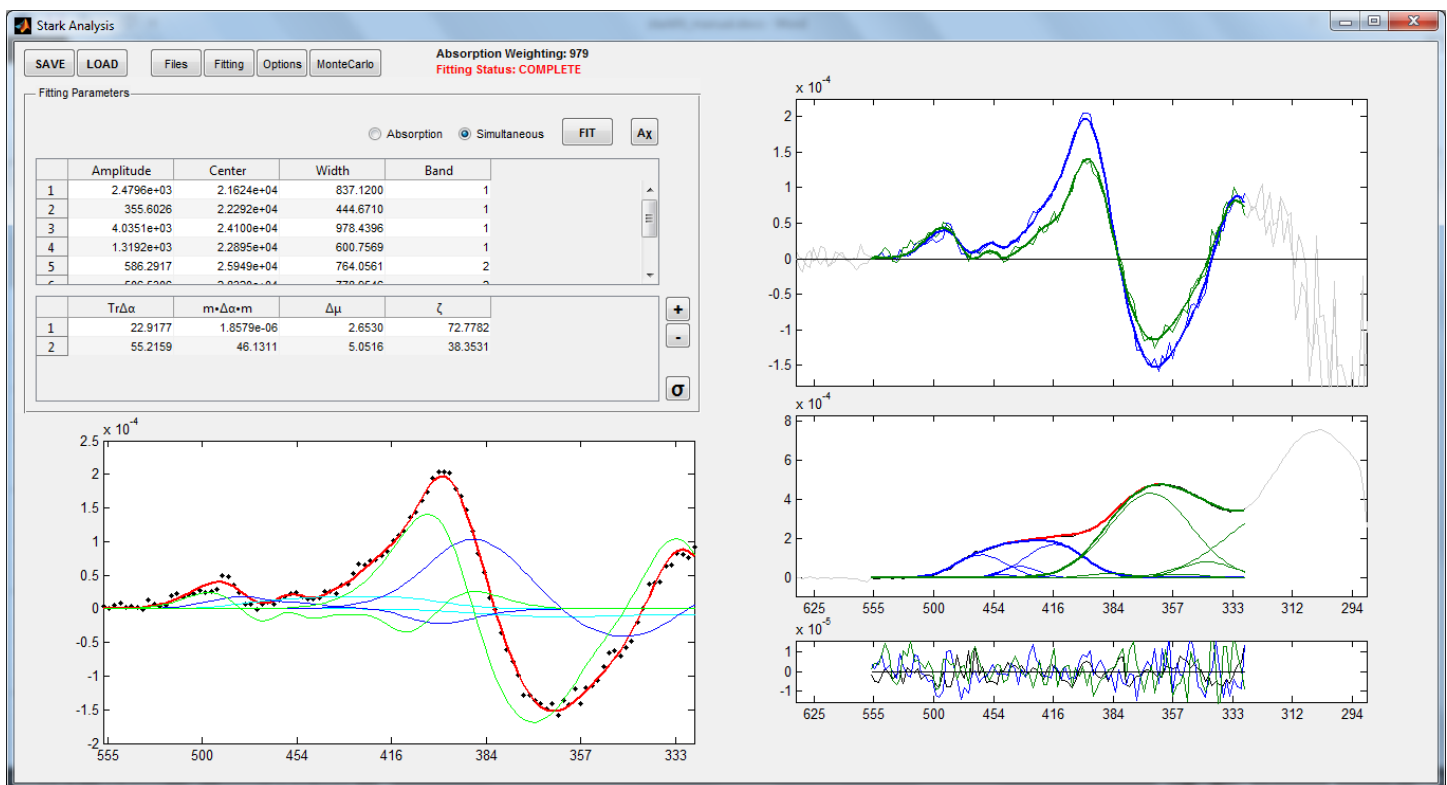 Stark Analysis
SAVE LOAD Files Fitting Options MonteCarlo
Absorption Weighting: 979
Fitting Status: COMPLETE
Fitting Parameters
Absorption Simultaneous FIT Aχ
Amplitude Center Width Band
1 2.4796e+03 2.1624e+04 837.1200 1
2 355.6026 2.2292e+04 444.6710 1
3 4.0351e+03 2.4100e+04 978.4396 1
4 1.3192e+03 2.2895e+04 600.7569 1
5 586.2917 2.5949e+04 764.0561 2
TrΔα m•Δα•m Δμ ζ
1 22.9177 1.8579e-06 2.6530 72.7782
2 55.2159 46.1311 5.0516 38.3531
+
-
σ
x 10^-4
2.5
2
1.5
1
0.5
0
-0.5
-1
-1.5
-2
555 500 454 416 384 357 333
x 10^-4
2
1.5
1
0.5
0
-0.5
-1
-1.5
x 10^-4
8
6
4
2
0
625 555 500 454 416 384 357 333 312 294
x 10^-5
1
0
-1
625 555 500 454 416 384 357 333 312 294